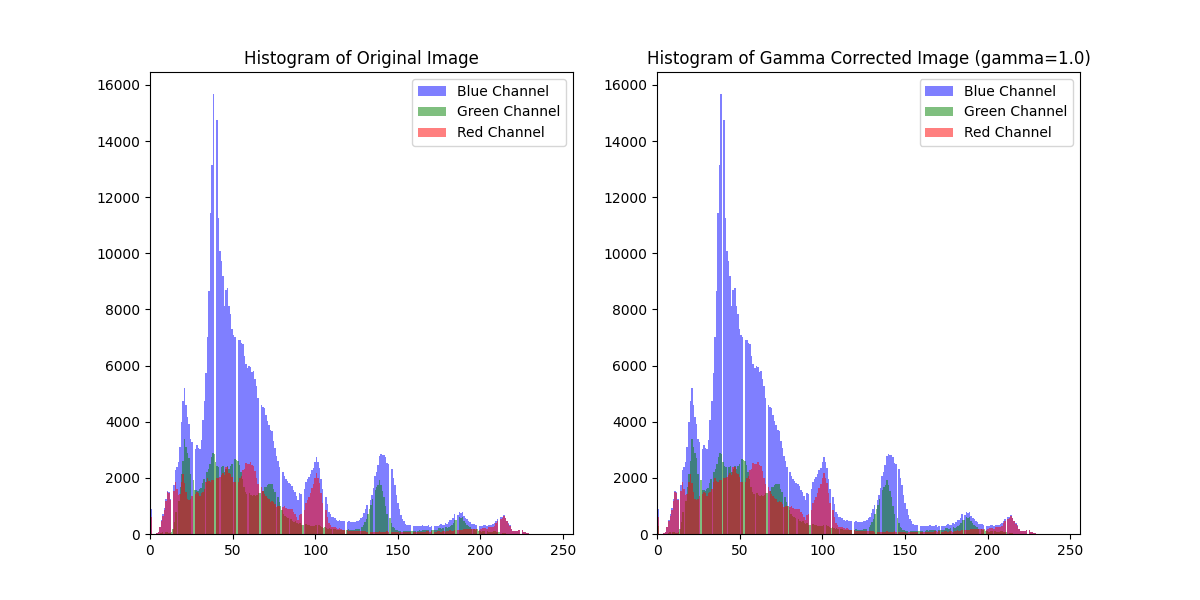 Histogram of Original Image
16000
14000
12000
10000
8000
6000
4000
2000
0
0 50 100 150 200 250
Blue Channel
Green Channel
Red Channel
Histogram of Gamma Corrected Image (gamma=1.0)
16000
14000
12000
10000
8000
6000
4000
2000
0
0 50 100 150 200 250
Blue Channel
Green Channel
Red Channel